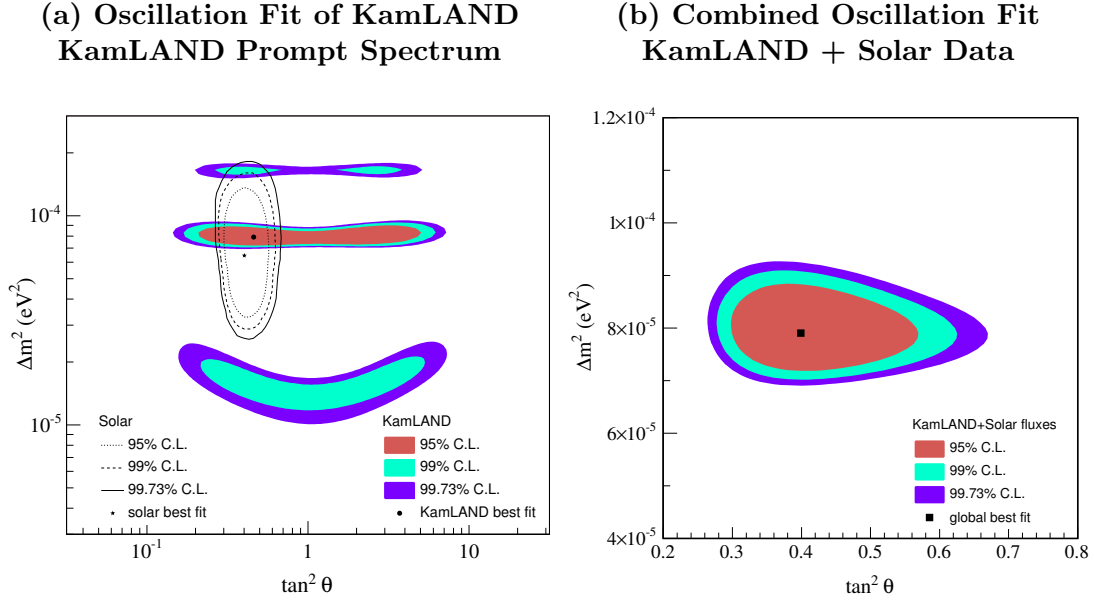 (a) Oscillation Fit of KamLAND
KamLAND Prompt Spectrum
Δm² (eV²)
10⁻⁴
10⁻⁵
Solar
95% C.L.
99% C.L.
99.73% C.L.
solar best fit
KamLAND
95% C.L.
99% C.L.
99.73% C.L.
KamLAND best fit
10⁻¹ 1 10
tan² θ
(b) Combined Oscillation Fit
KamLAND + Solar Data
Δm² (eV²)
1.2×10⁻⁴
1×10⁻⁴
8×10⁻⁵
6×10⁻⁵
4×10⁻⁵
KamLAND+Solar fluxes
95% C.L.
99% C.L.
99.73% C.L.
global best fit
0.2 0.3 0.4 0.5 0.6 0.7 0.8
tan² θ